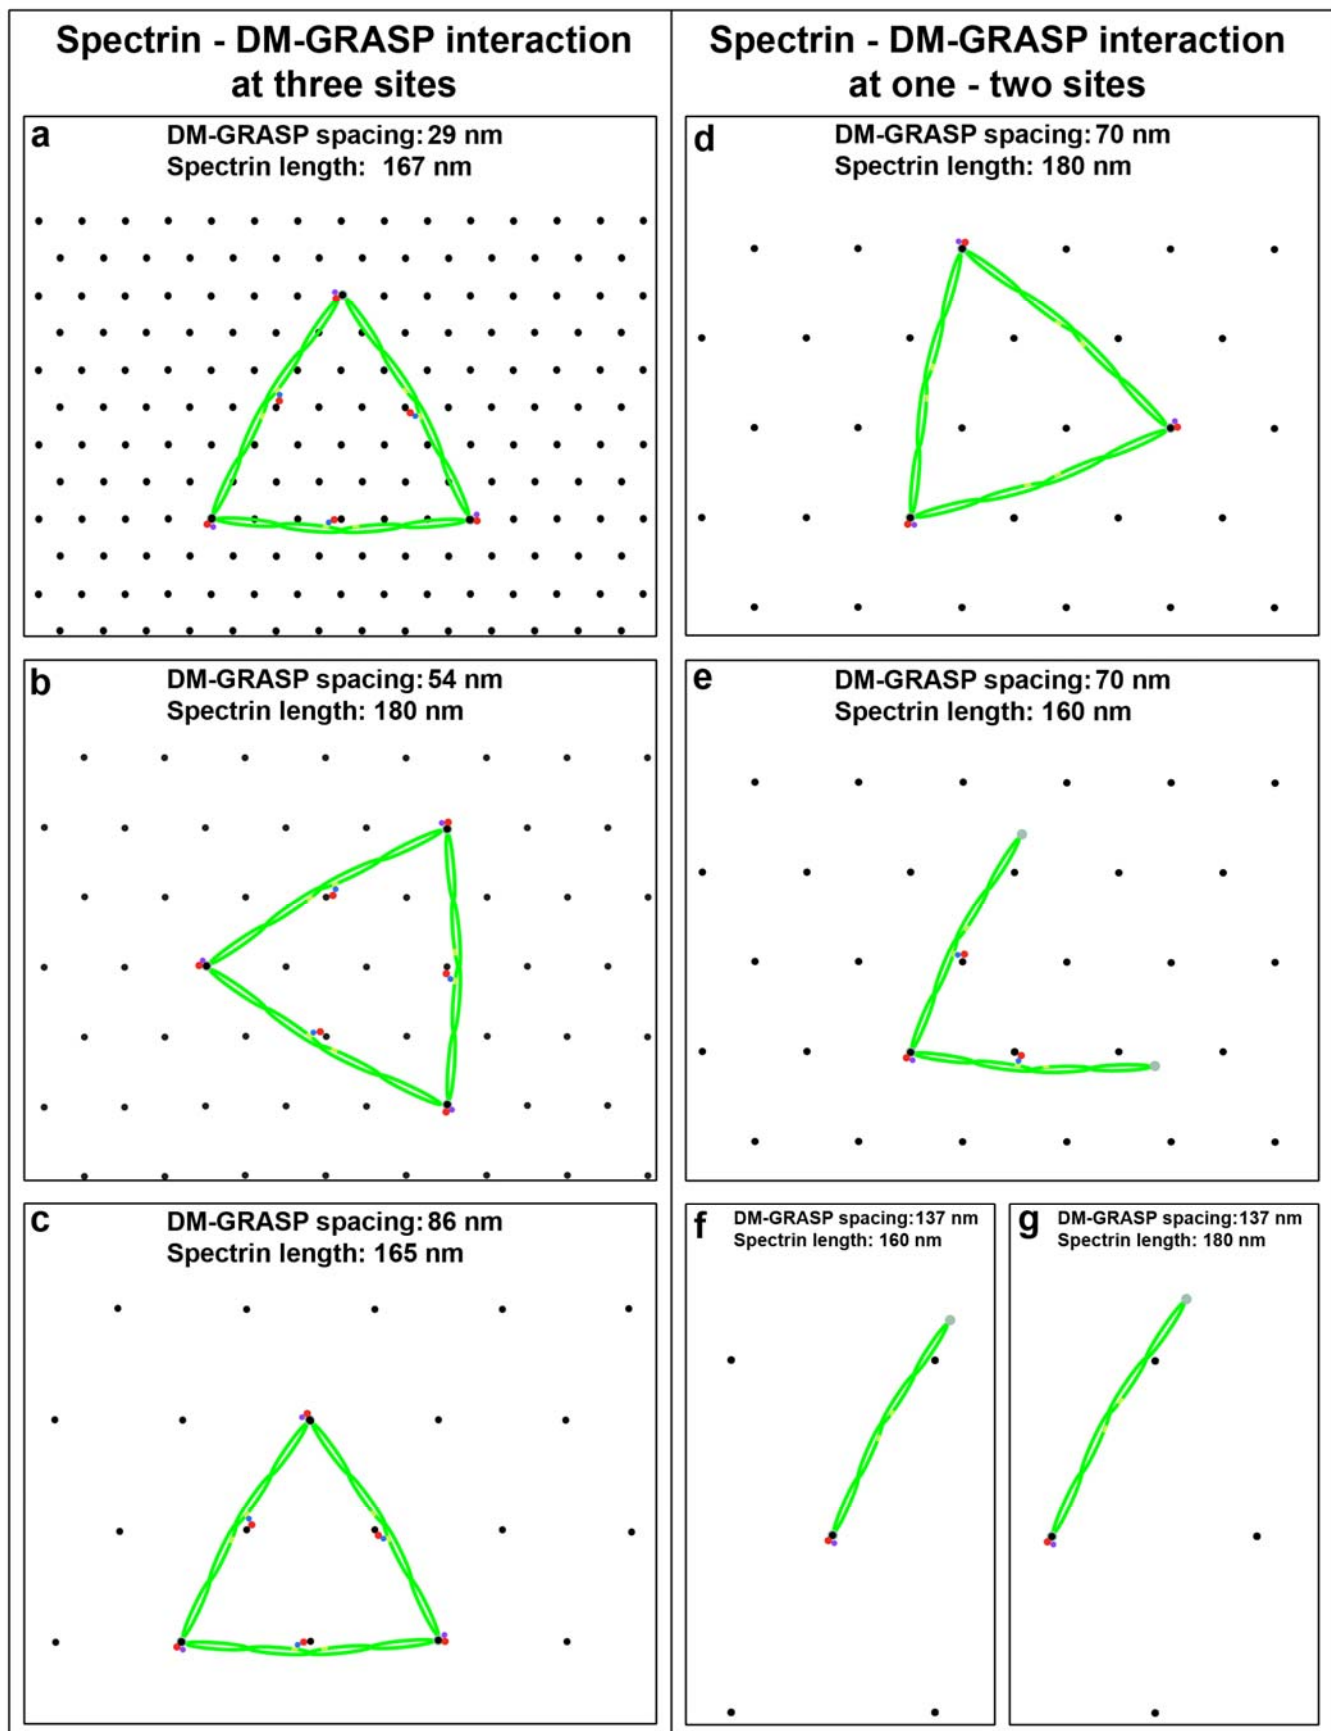 Spectrin - DM-GRASP interaction
at three sites
a
DM-GRASP spacing: 29 nm
Spectrin length: 167 nm
b
DM-GRASP spacing: 54 nm
Spectrin length: 180 nm
c
DM-GRASP spacing: 86 nm
Spectrin length: 165 nm
Spectrin - DM-GRASP interaction
at one - two sites
d
DM-GRASP spacing: 70 nm
Spectrin length: 180 nm
e
DM-GRASP spacing: 70 nm
Spectrin length: 160 nm
f
DM-GRASP spacing: 137 nm
Spectrin length: 160 nm
g
DM-GRASP spacing: 137 nm
Spectrin length: 180 nm